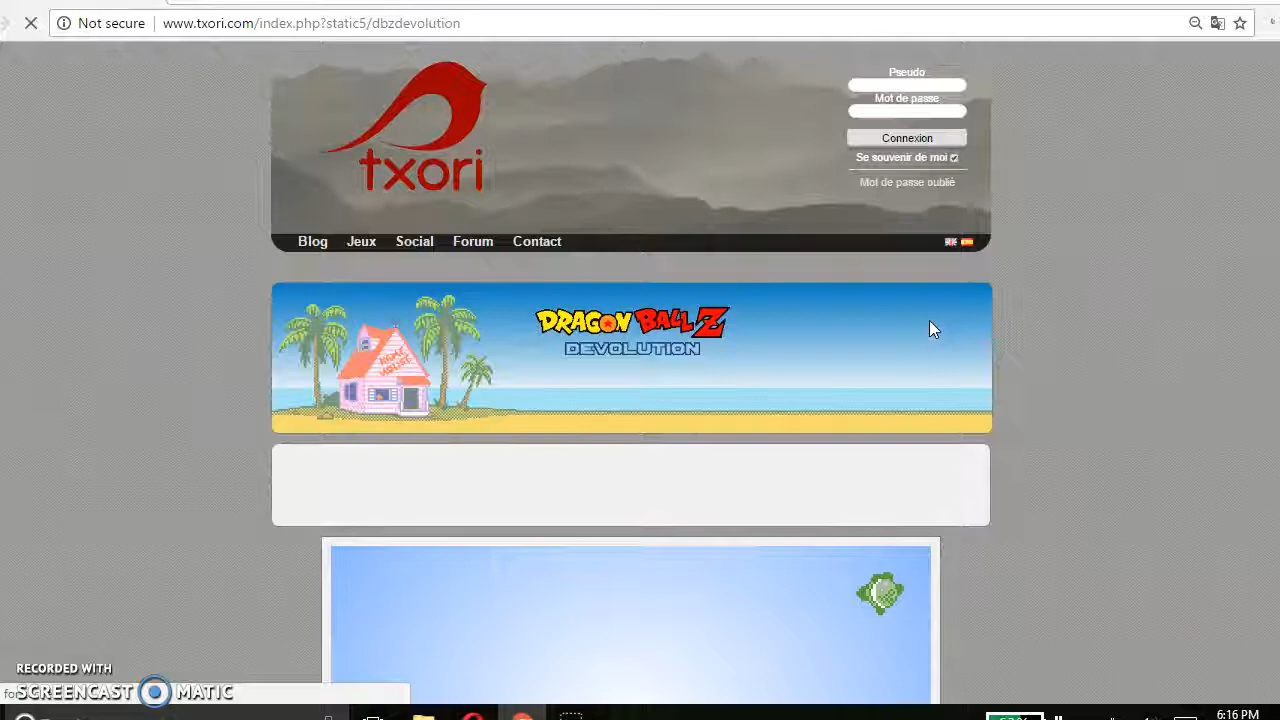 Not secure
www.txori.com/index.php?static5/dbzdevolution
txori
Pseudo
Mot de passe
Connexion
Se souvenir de moi
Mot de passe oublié
Blog Jeux Social Forum Contact
DRAGON BALL Z
DEVOLUTION
RECORDED WITH
SCREENCAST MATIC
6:16 PM